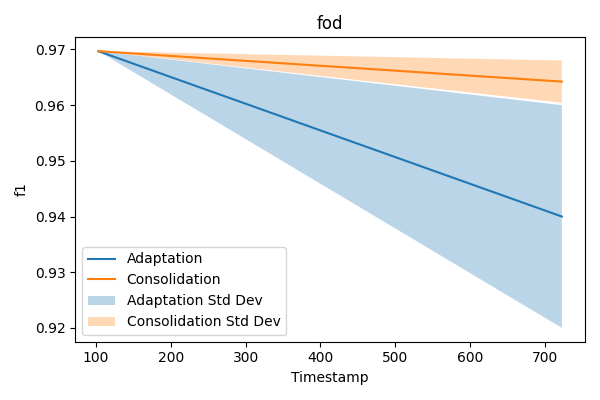 fod
0.97
0.96
0.95
0.94
0.93
0.92
f1
Adaptation
Consolidation
Adaptation Std Dev
Consolidation Std Dev
100 200 300 400 500 600 700
Timestamp